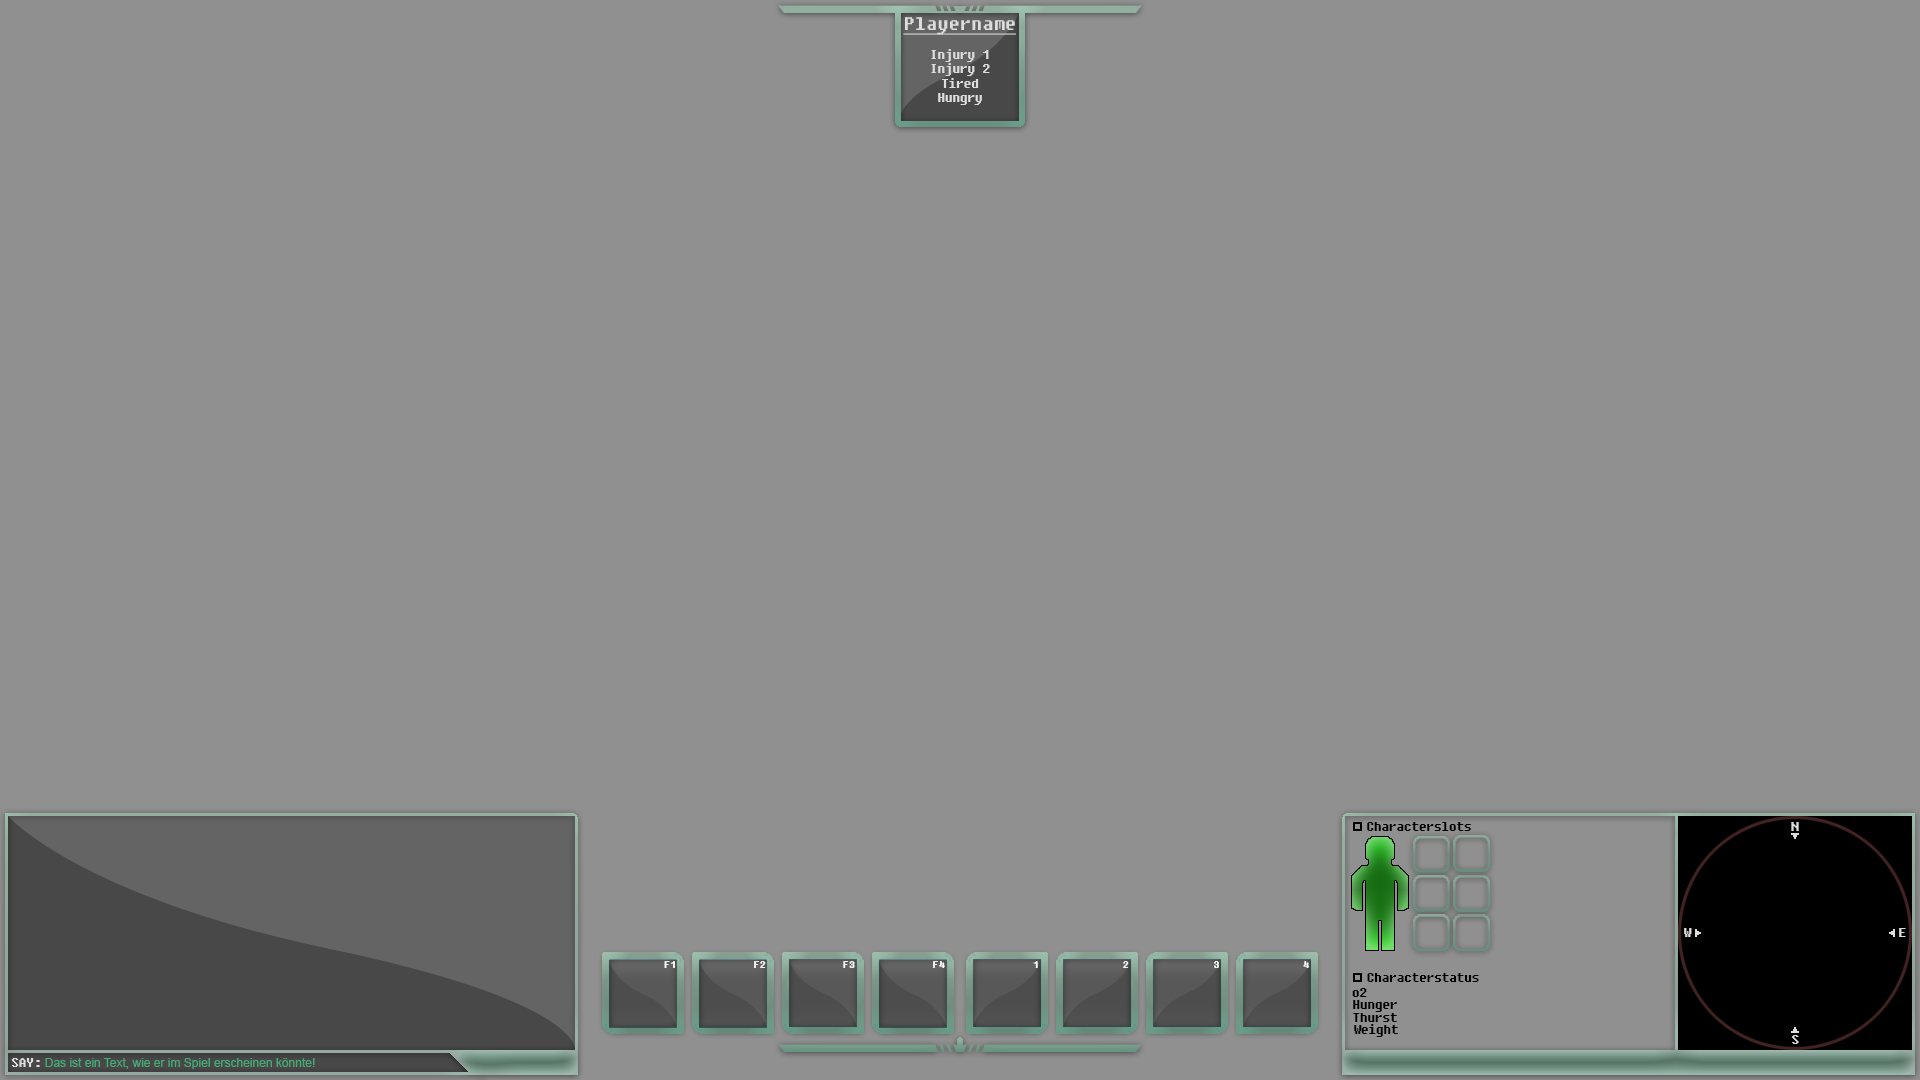 Playername
Injury 1
Injury 2
Tired
Hungry
Characterslots
N
W
E
S
F1
F2
F3
F4
1
2
3
4
Characterstatus
o2
Hunger
Thurst
Weight
SAY: Das ist ein Text, wie er im Spiel erscheinen könnte!